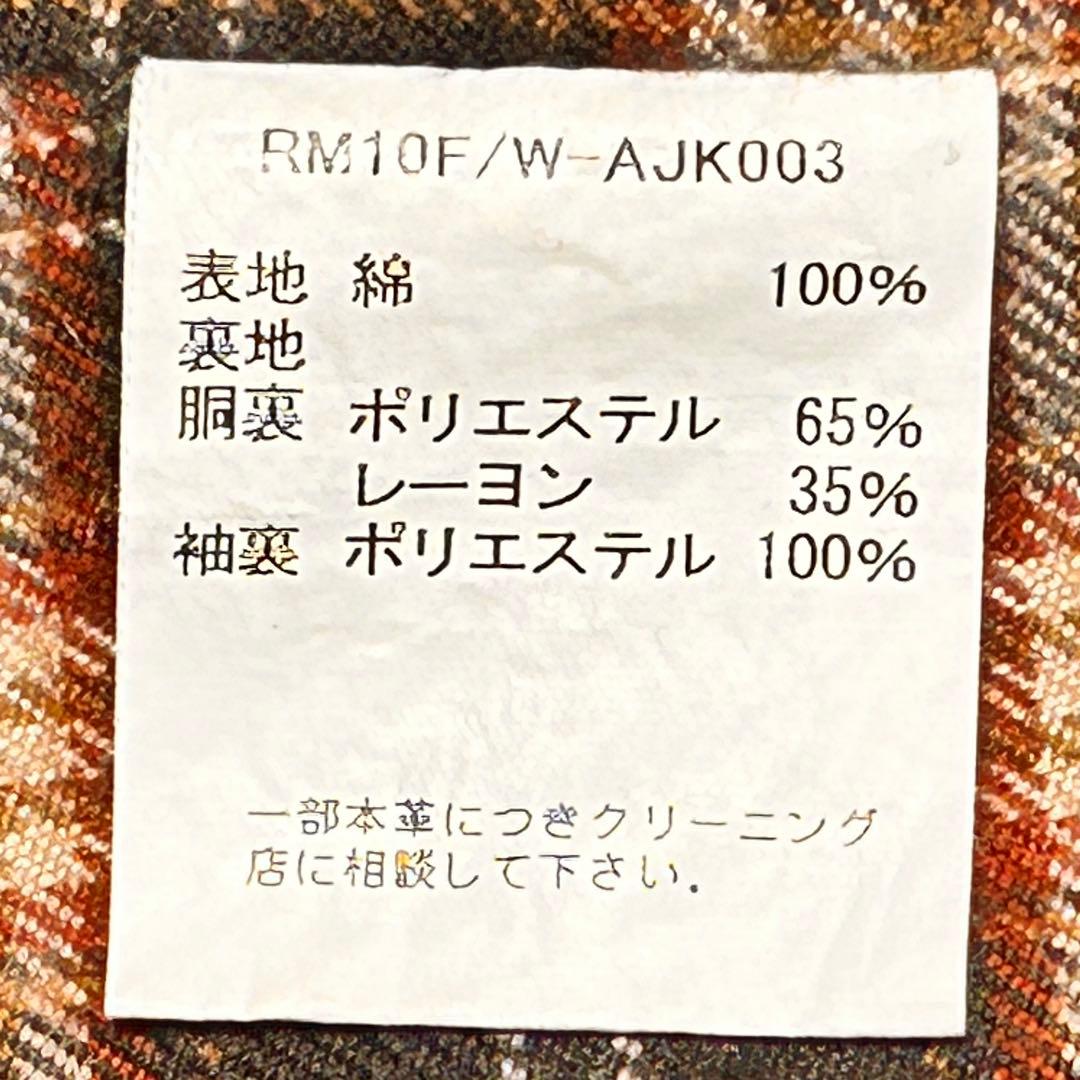 RM10F/W-AJK003
表地 綿 100%
裏地
胴裏 ポリエステル 65%
レーヨン 35%
袖裏 ポリエステル 100%
一部本革につきクリーニング
店に相談して下さい.